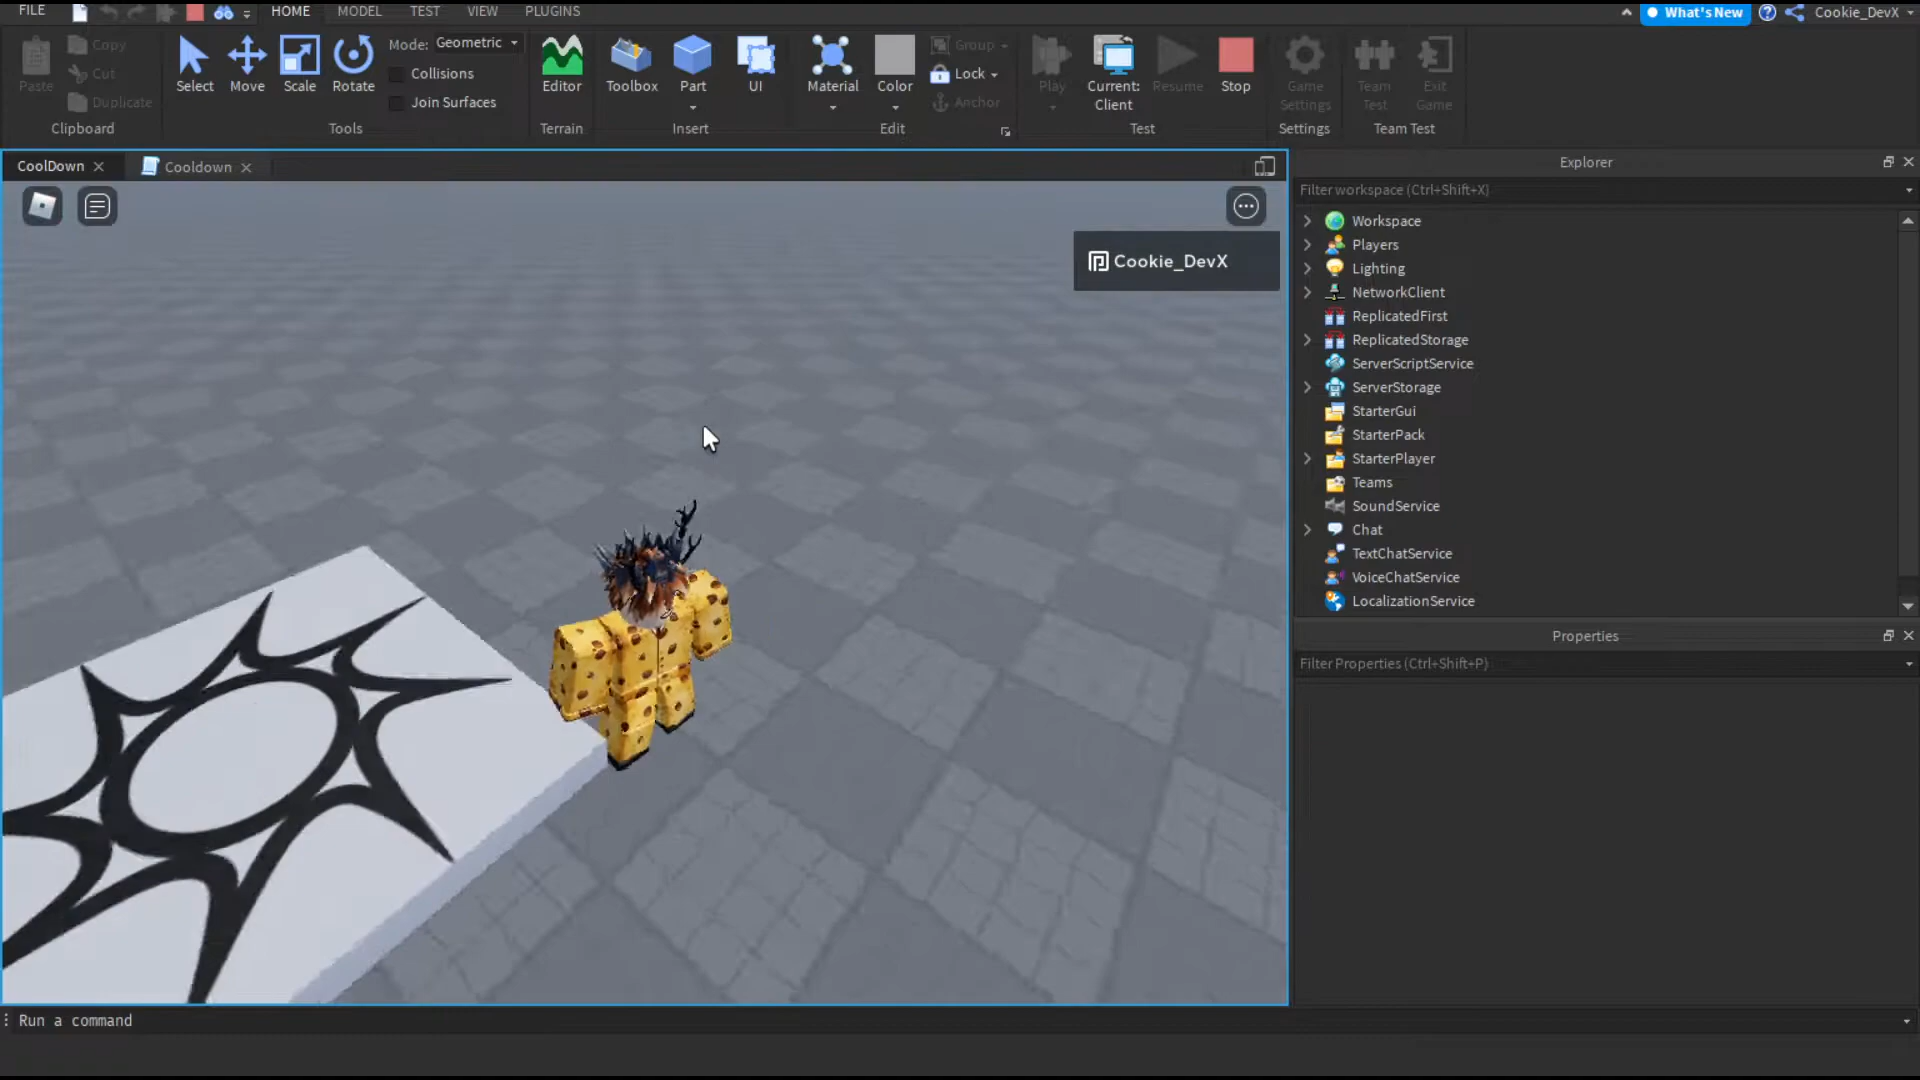 FILE HOME MODEL TEST VIEW PLUGINS What's New Cookie_DevX
Paste Copy Cut Duplicate Clipboard
Select Move Scale Rotate Mode: Geometric Collisions Join Surfaces Tools
Editor Terrain
Toolbox Part UI Insert
Material Color Group Lock Anchor Edit
Play Current: Client Resume Stop Test
Game Settings Settings
Team Test Exit Game Team Test
CoolDown Cooldown
Cookie_DevX
Explorer
Filter workspace (Ctrl+Shift+X)
Workspace
Players
Lighting
NetworkClient
ReplicatedFirst
ReplicatedStorage
ServerScriptService
ServerStorage
StarterGui
StarterPack
StarterPlayer
Teams
SoundService
Chat
TextChatService
VoiceChatService
LocalizationService
Properties
Filter Properties (Ctrl+Shift+P)
Run a command